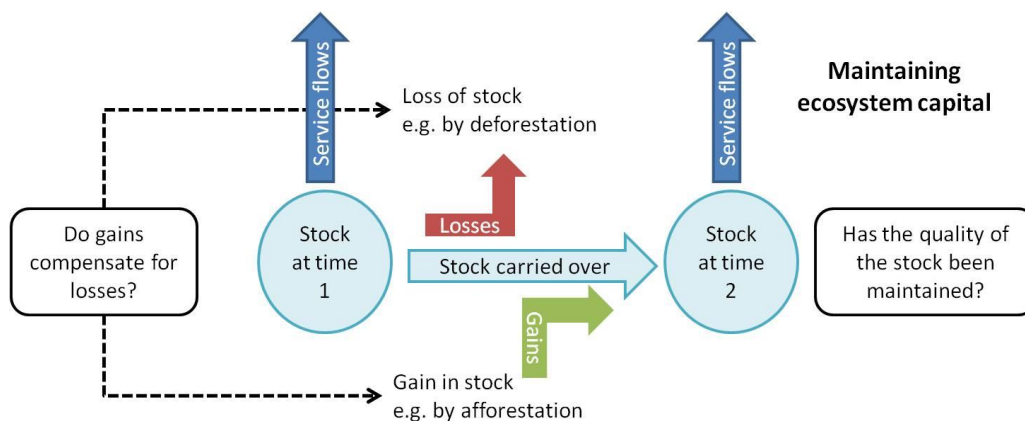 Service flows
Service flows
Maintaining
ecosystem capital
Loss of stock
e.g. by deforestation
Do gains
compensate for
losses?
Stock
at time
1
Losses
Stock carried over
Gains
Stock
at time
2
Has the quality of
the stock been
maintained?
Gain in stock
e.g. by afforestation